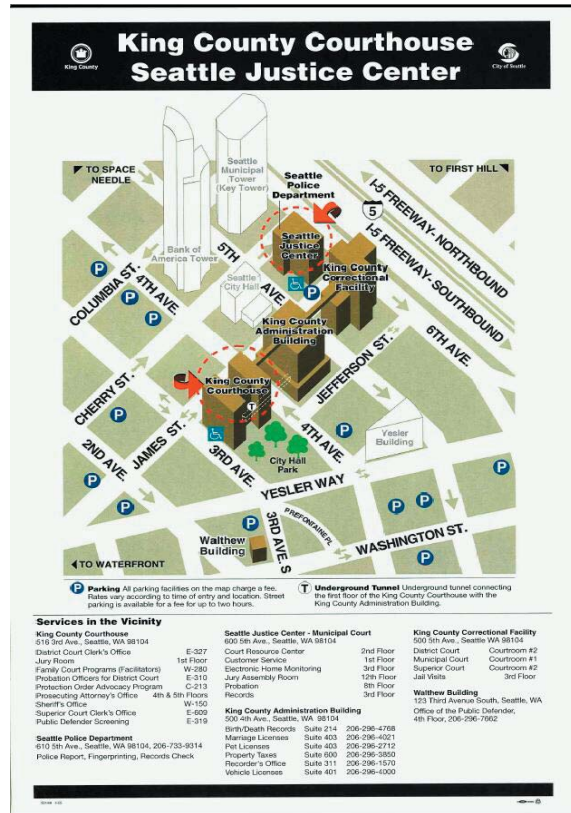 King County Courthouse
Seattle Justice Center
King County
City of Seattle
TO SPACE
NEEDLE
TO FIRST HILL
Seattle
Municipal
Tower
(Key Tower)
Seattle
Police
Department
I-5 FREEWAY- NORTHBOUND
5
I-5 FREEWAY- SOUTHBOUND
Bank of
America Tower
5TH AVE.
Seattle
Justice
Center
King County
Correctional
Facility
Seattle
City Hall
P
COLUMBIA ST.
4TH AVE.
P
P
P
King County
Administration
Building
6TH AVE.
JEFFERSON ST.
King County
Courthouse
T
CHERRY ST.
P
JAMES ST.
2ND AVE.
3RD AVE.
4TH AVE.
P
Yesler
Building
City Hall
Park
P
P
P
YESLER WAY
P
P
P
P
PREFONTAINE PL
3RD AVE. S
WASHINGTON ST.
P
Walthew
Building
TO WATERFRONT
P Parking All parking facilities on the map charge a fee.
Rates vary according to time of entry and location. Street
parking is available for a fee for up to two hours.
T Underground Tunnel Underground tunnel connecting
the first floor of the King County Courthouse with the
King County Administration Building.
Services in the Vicinity
King County Courthouse
516 3rd Ave., Seattle, WA 98104
District Court Clerk's Office E-327
Jury Room 1st Floor
Family Court Programs (Facilitators) W-280
Probation Officers for District Court E-310
Protection Order Advocacy Program C-213
Prosecuting Attorney's Office 4th & 5th Floors
Sheriff's Office W-150
Superior Court Clerk's Office E-609
Public Defender Screening E-319
Seattle Police Department
610 5th Ave., Seattle, WA 98104, 206-733-9314
Police Report, Fingerprinting, Records Check
Seattle Justice Center - Municipal Court
600 5th Ave., Seattle, WA 98104
Court Resource Center 2nd Floor
Customer Service 1st Floor
Electronic Home Monitoring 3rd Floor
Jury Assembly Room 12th Floor
Probation 8th Floor
Records 3rd Floor
King County Administration Building
500 4th Ave., Seattle, WA 98104
Birth/Death Records Suite 214 206-296-4768
Marriage Licenses Suite 403 206-296-4021
Pet Licenses Suite 403 206-296-2712
Property Taxes Suite 600 206-296-3850
Recorder's Office Suite 311 206-296-1570
Vehicle Licenses Suite 401 206-296-4000
King County Correctional Facility
500 5th Ave., Seattle WA 98104
District Court Courtroom #2
Municipal Court Courtroom #1
Superior Court Courtroom #2
Jail Visits 3rd Floor
Walthew Building
123 Third Avenue South, Seattle, WA
Office of the Public Defender,
4th Floor, 206-296-7662